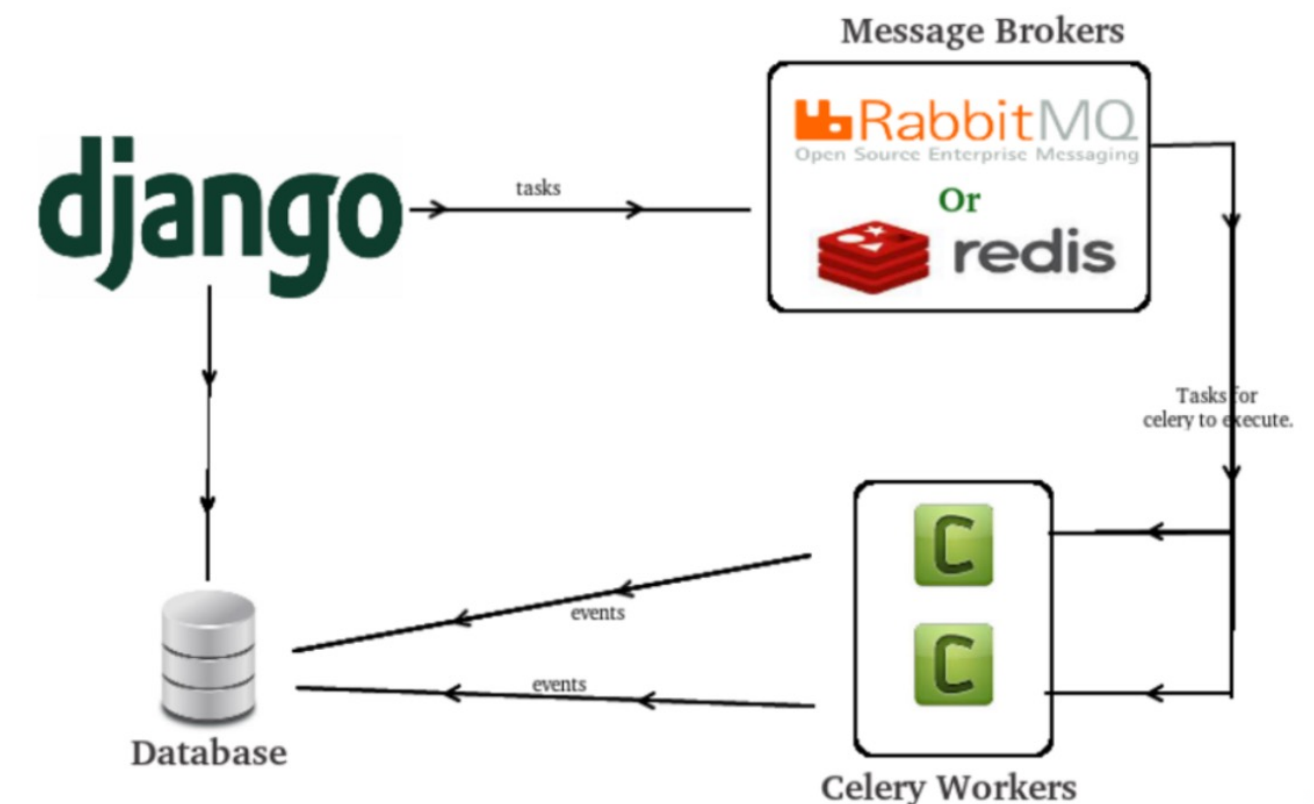 Message Brokers
RabbitMQ
Open Source Enterprise Messaging
Or
redis
django
tasks
Tasks for
celery to execute.
C
C
events
events
Database
Celery Workers